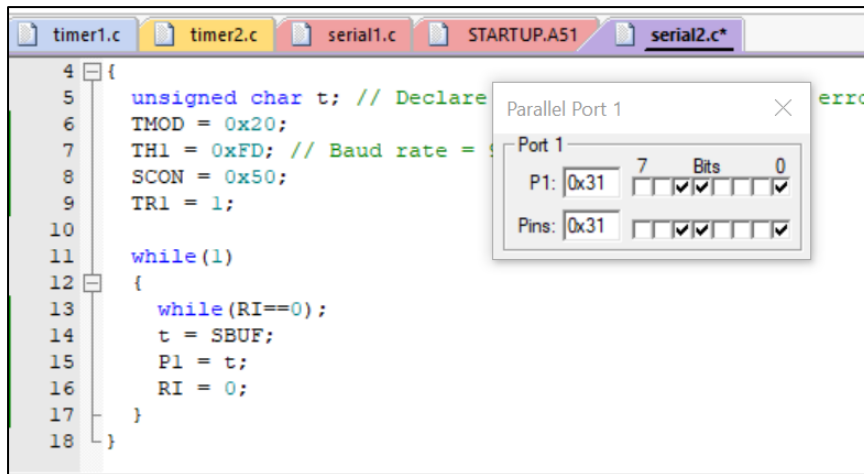 timer1.c timer2.c serial1.c STARTUP.A51 serial2.c*
4 {
5 unsigned char t; // Declare
6 TMOD = 0x20;
7 TH1 = 0xFD; // Baud rate =
8 SCON = 0x50;
9 TR1 = 1;
10
11 while(1)
12 {
13 while(RI==0);
14 t = SBUF;
15 P1 = t;
16 RI = 0;
17 }
18 }
Parallel Port 1
Port 1
7 Bits 0
P1: 0x31
Pins: 0x31